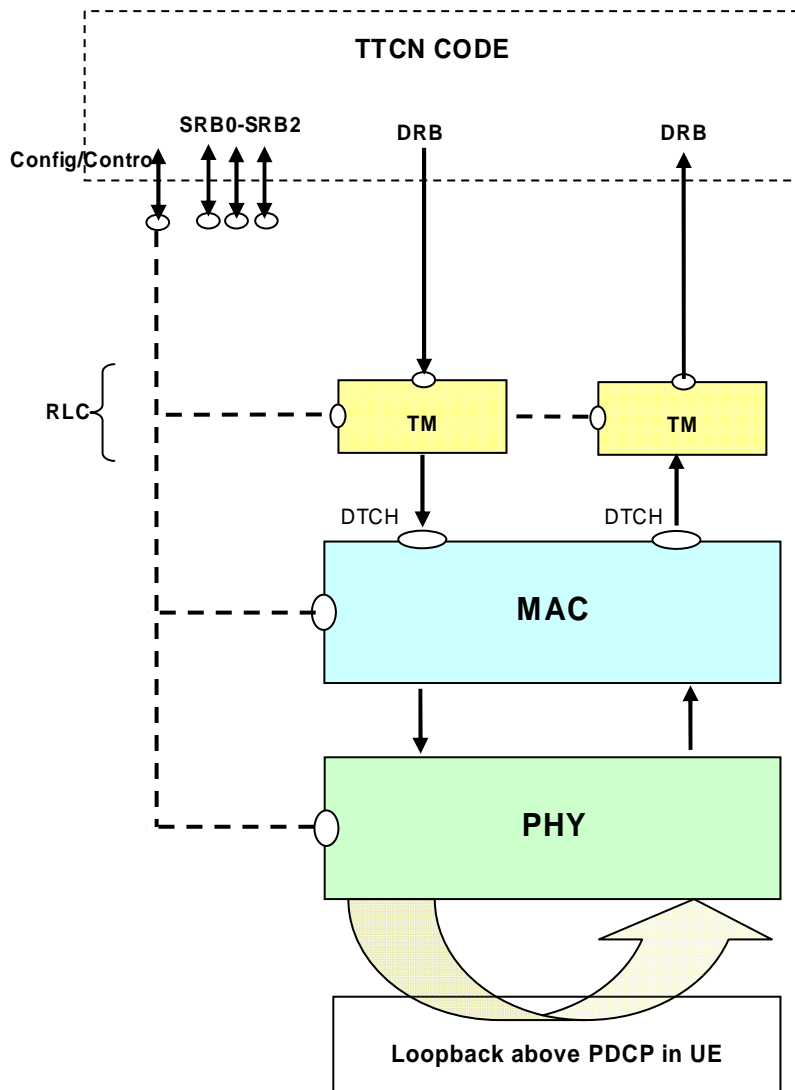 TTCN CODE
SRB0-SRB2
DRB
DRB
Config/Contro
RLC
TM
TM
DTCH
DTCH
MAC
PHY
Loopback above PDCP in UE